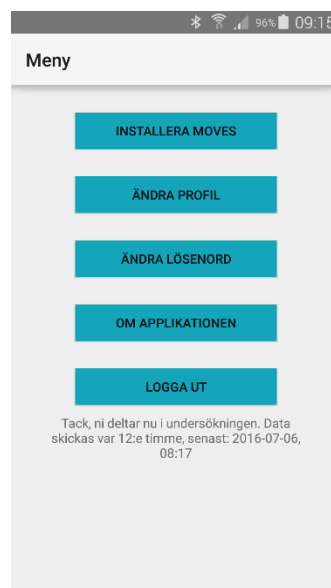 96% 09:15
Meny
INSTALLERA MOVES
ÄNDRA PROFIL
ÄNDRA LÖSENORD
OM APPLIKATIONEN
LOGGA UT
Tack, ni deltar nu i undersökningen. Data
skickas var 12:e timme, senast: 2016-07-06,
08:17